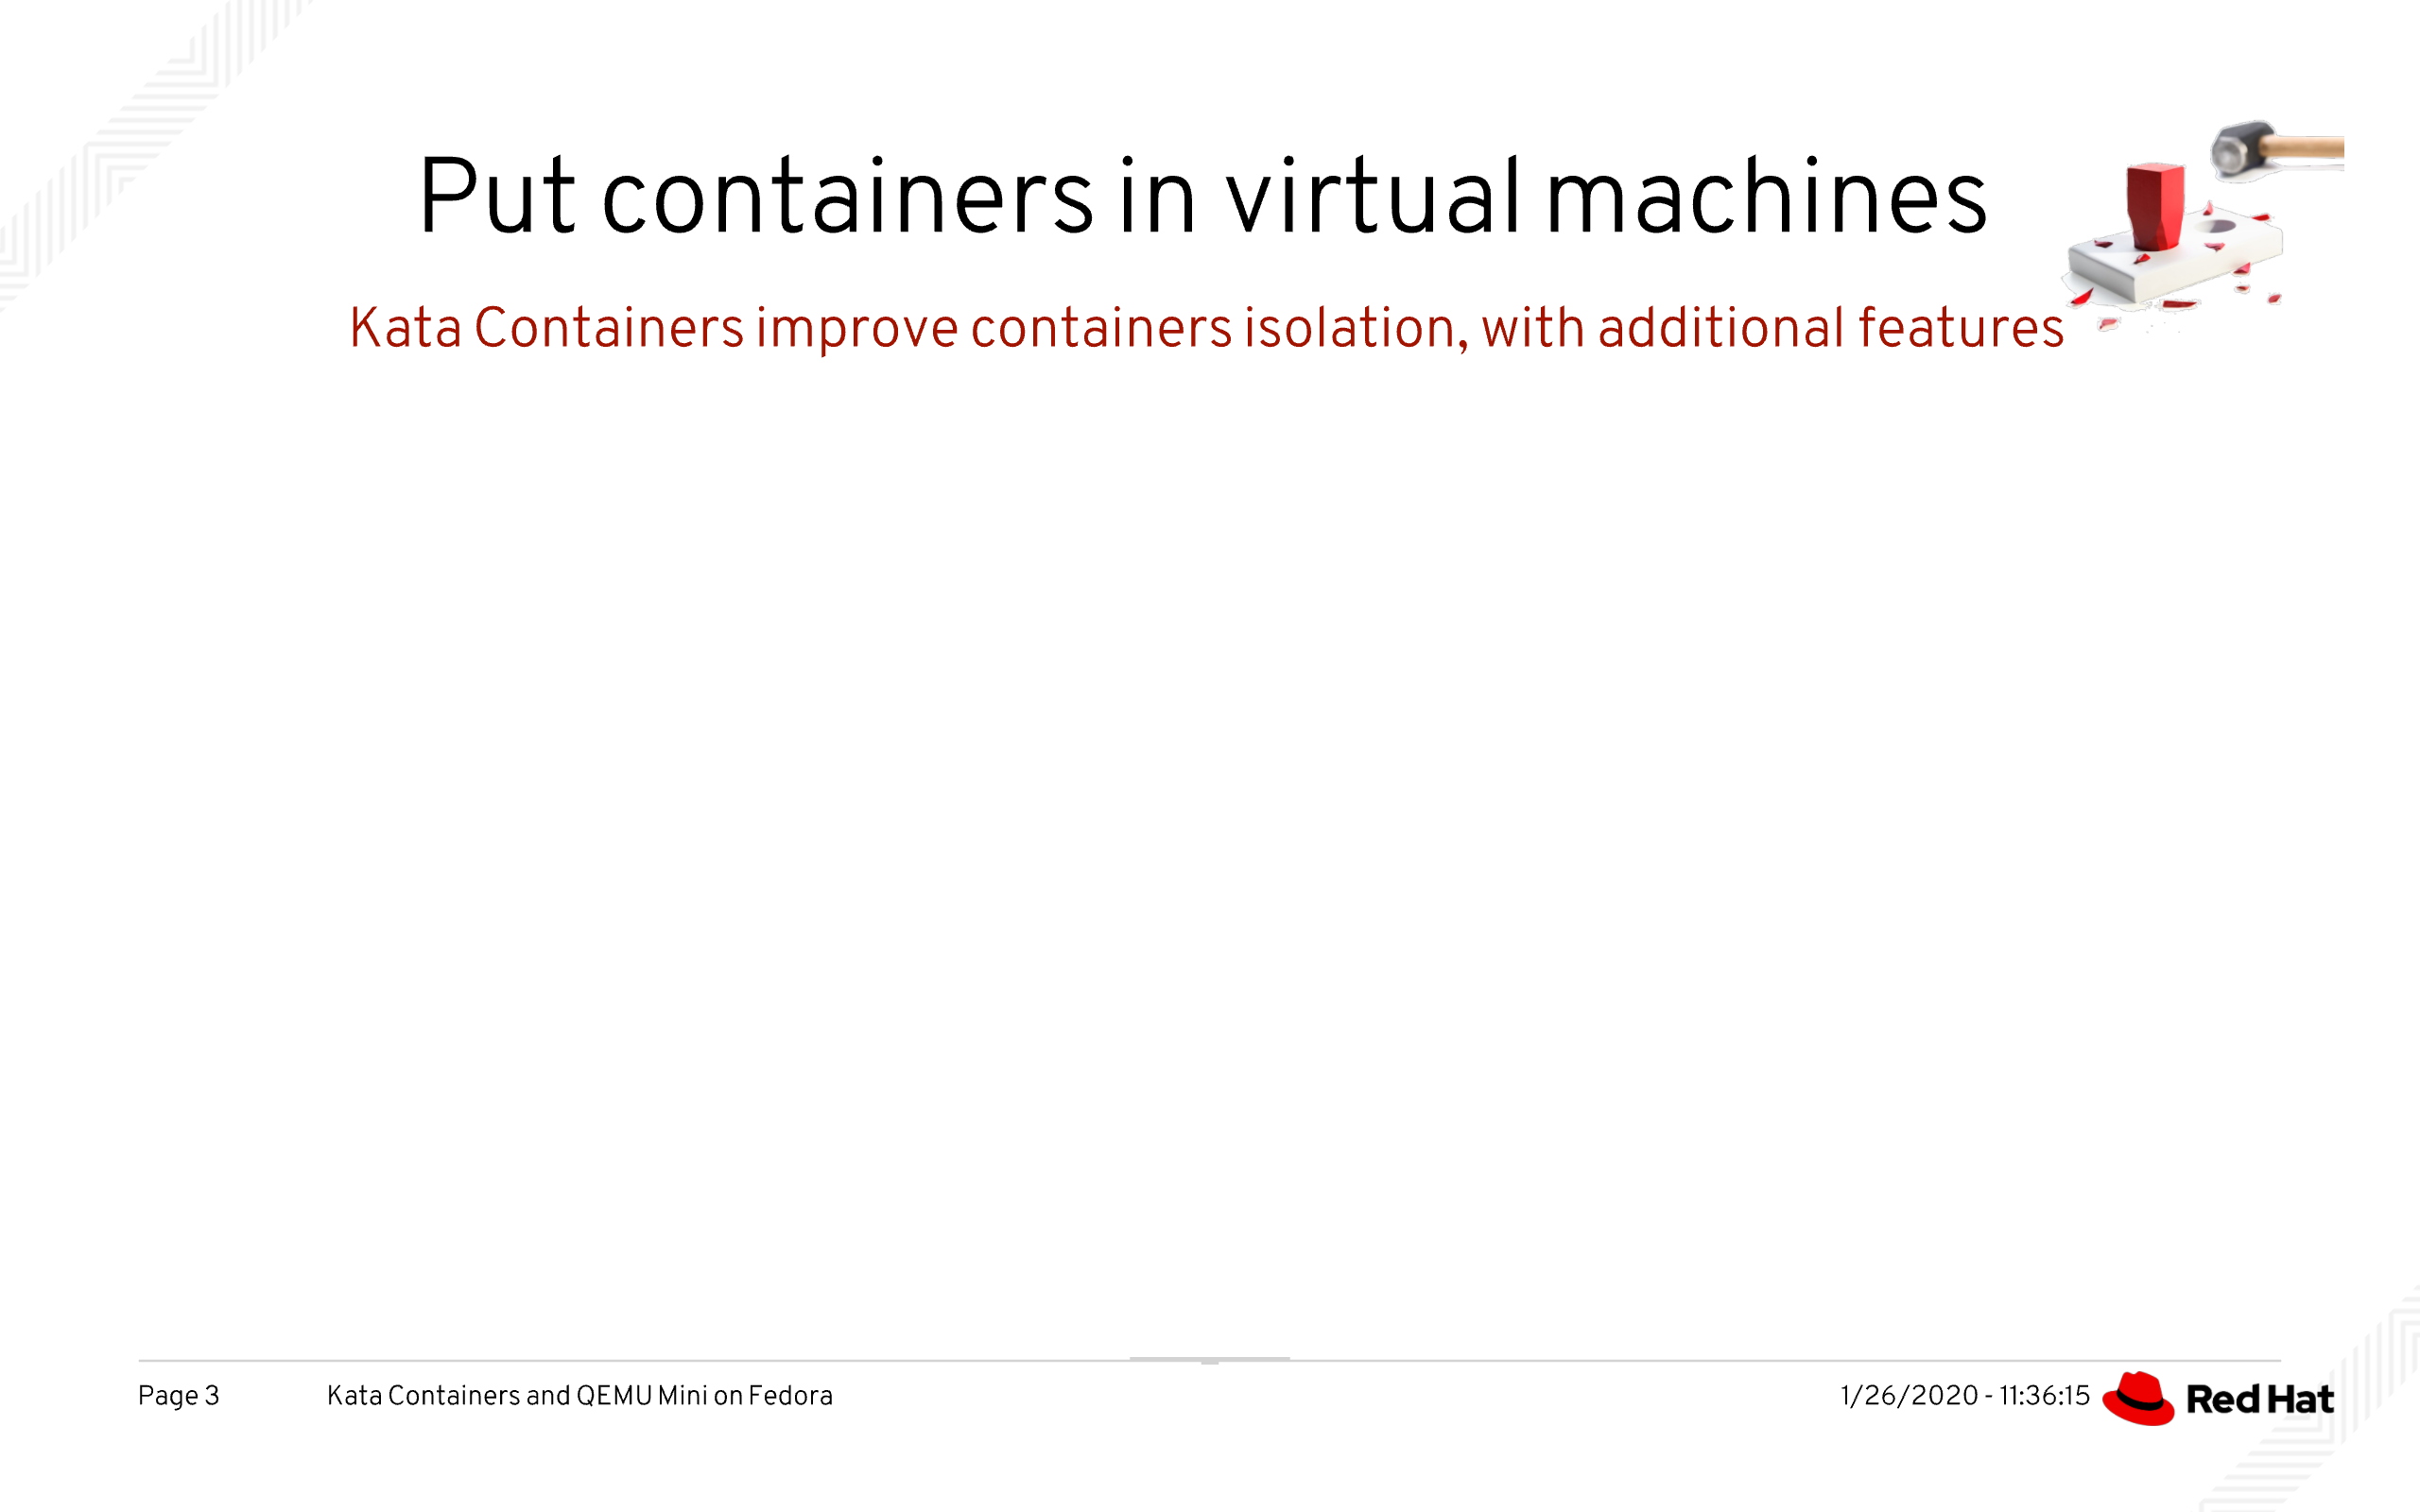 Put containers in virtual machines
Kata Containers improve containers isolation, with additional features
Page 3 Kata Containers and QEMU Mini on Fedora 1/26/2020 - 11:36:15 Red Hat